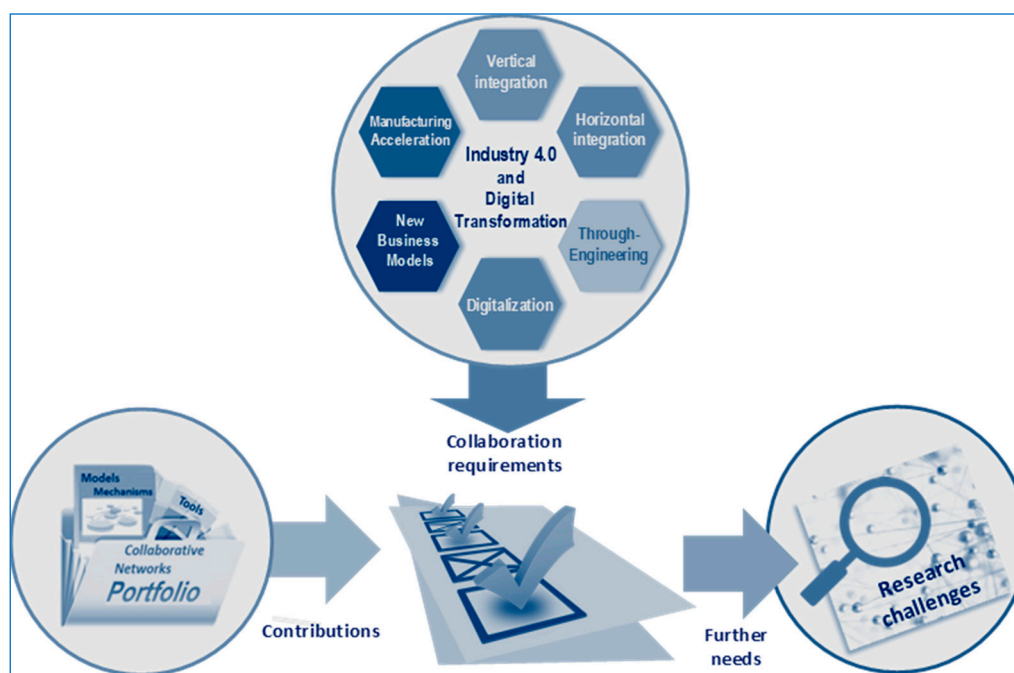 Vertical
integration
Manufacturing
Acceleration
Horizontal
integration
Industry 4.0
and
Digital
Transformation
New
Business
Models
Through-
Engineering
Digitalization
Collaboration
requirements
Models
Mechanisms
Tools
Collaborative
Networks
Portfolio
Contributions
Further
needs
Research
challenges